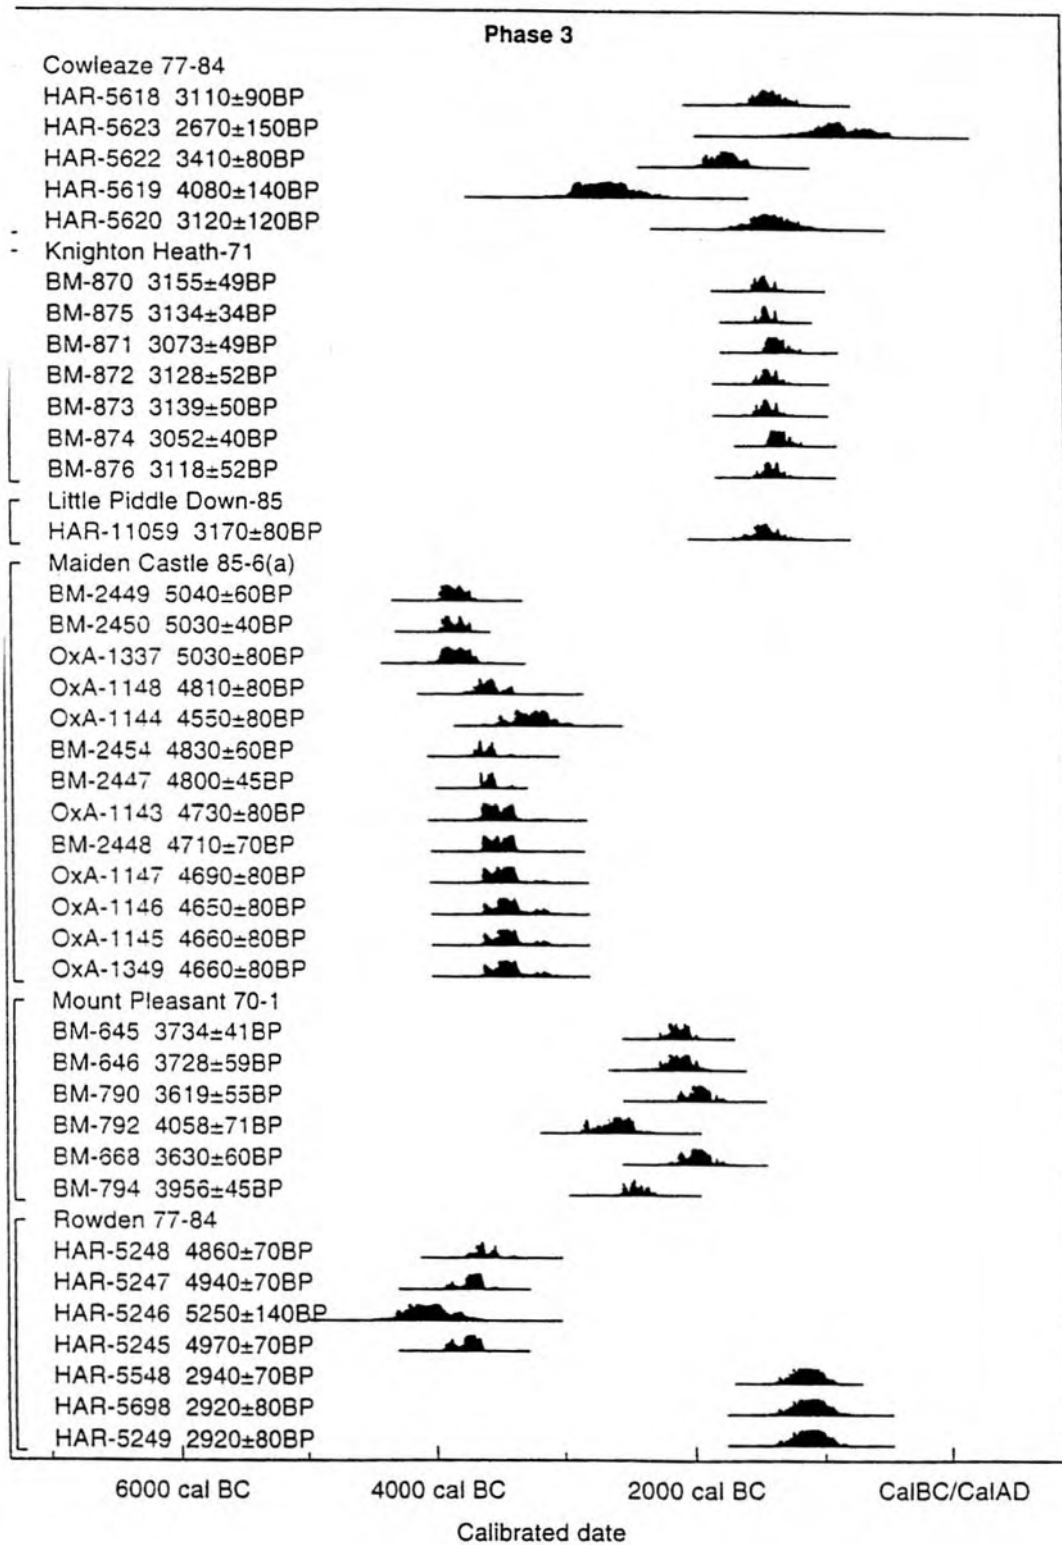 Phase 3
Cowleaze 77-84
HAR-5618 3110±90BP
HAR-5623 2670±150BP
HAR-5622 3410±80BP
HAR-5619 4080±140BP
HAR-5620 3120±120BP
Knighton Heath-71
BM-870 3155±49BP
BM-875 3134±34BP
BM-871 3073±49BP
BM-872 3128±52BP
BM-873 3139±50BP
BM-874 3052±40BP
BM-876 3118±52BP
Little Piddle Down-85
HAR-11059 3170±80BP
Maiden Castle 85-6(a)
BM-2449 5040±60BP
BM-2450 5030±40BP
OxA-1337 5030±80BP
OxA-1148 4810±80BP
OxA-1144 4550±80BP
BM-2454 4830±60BP
BM-2447 4800±45BP
OxA-1143 4730±80BP
BM-2448 4710±70BP
OxA-1147 4690±80BP
OxA-1146 4650±80BP
OxA-1145 4660±80BP
OxA-1349 4660±80BP
Mount Pleasant 70-1
BM-645 3734±41BP
BM-646 3728±59BP
BM-790 3619±55BP
BM-792 4058±71BP
BM-668 3630±60BP
BM-794 3956±45BP
Rowden 77-84
HAR-5248 4860±70BP
HAR-5247 4940±70BP
HAR-5246 5250±140BP
HAR-5245 4970±70BP
HAR-5548 2940±70BP
HAR-5698 2920±80BP
HAR-5249 2920±80BP
6000 cal BC 4000 cal BC 2000 cal BC CalBC/CalAD
Calibrated date